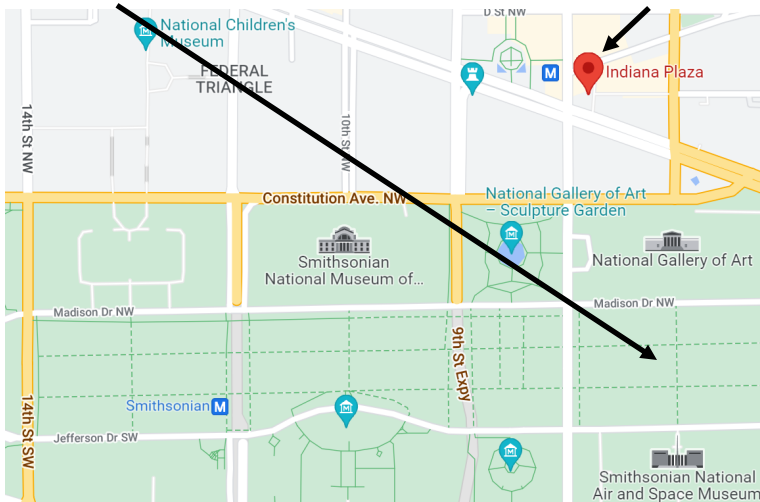 D St NW
National Children's
Museum
FEDERAL
TRIANGLE
M
Indiana Plaza
14th St NW
10th St NW
Constitution Ave. NW
National Gallery of Art
– Sculpture Garden
Smithsonian
National Museum of...
National Gallery of Art
Madison Dr NW
Madison Dr NW
9th St Expy
14th St SW
Smithsonian M
Jefferson Dr SW
Smithsonian National
Air and Space Museum